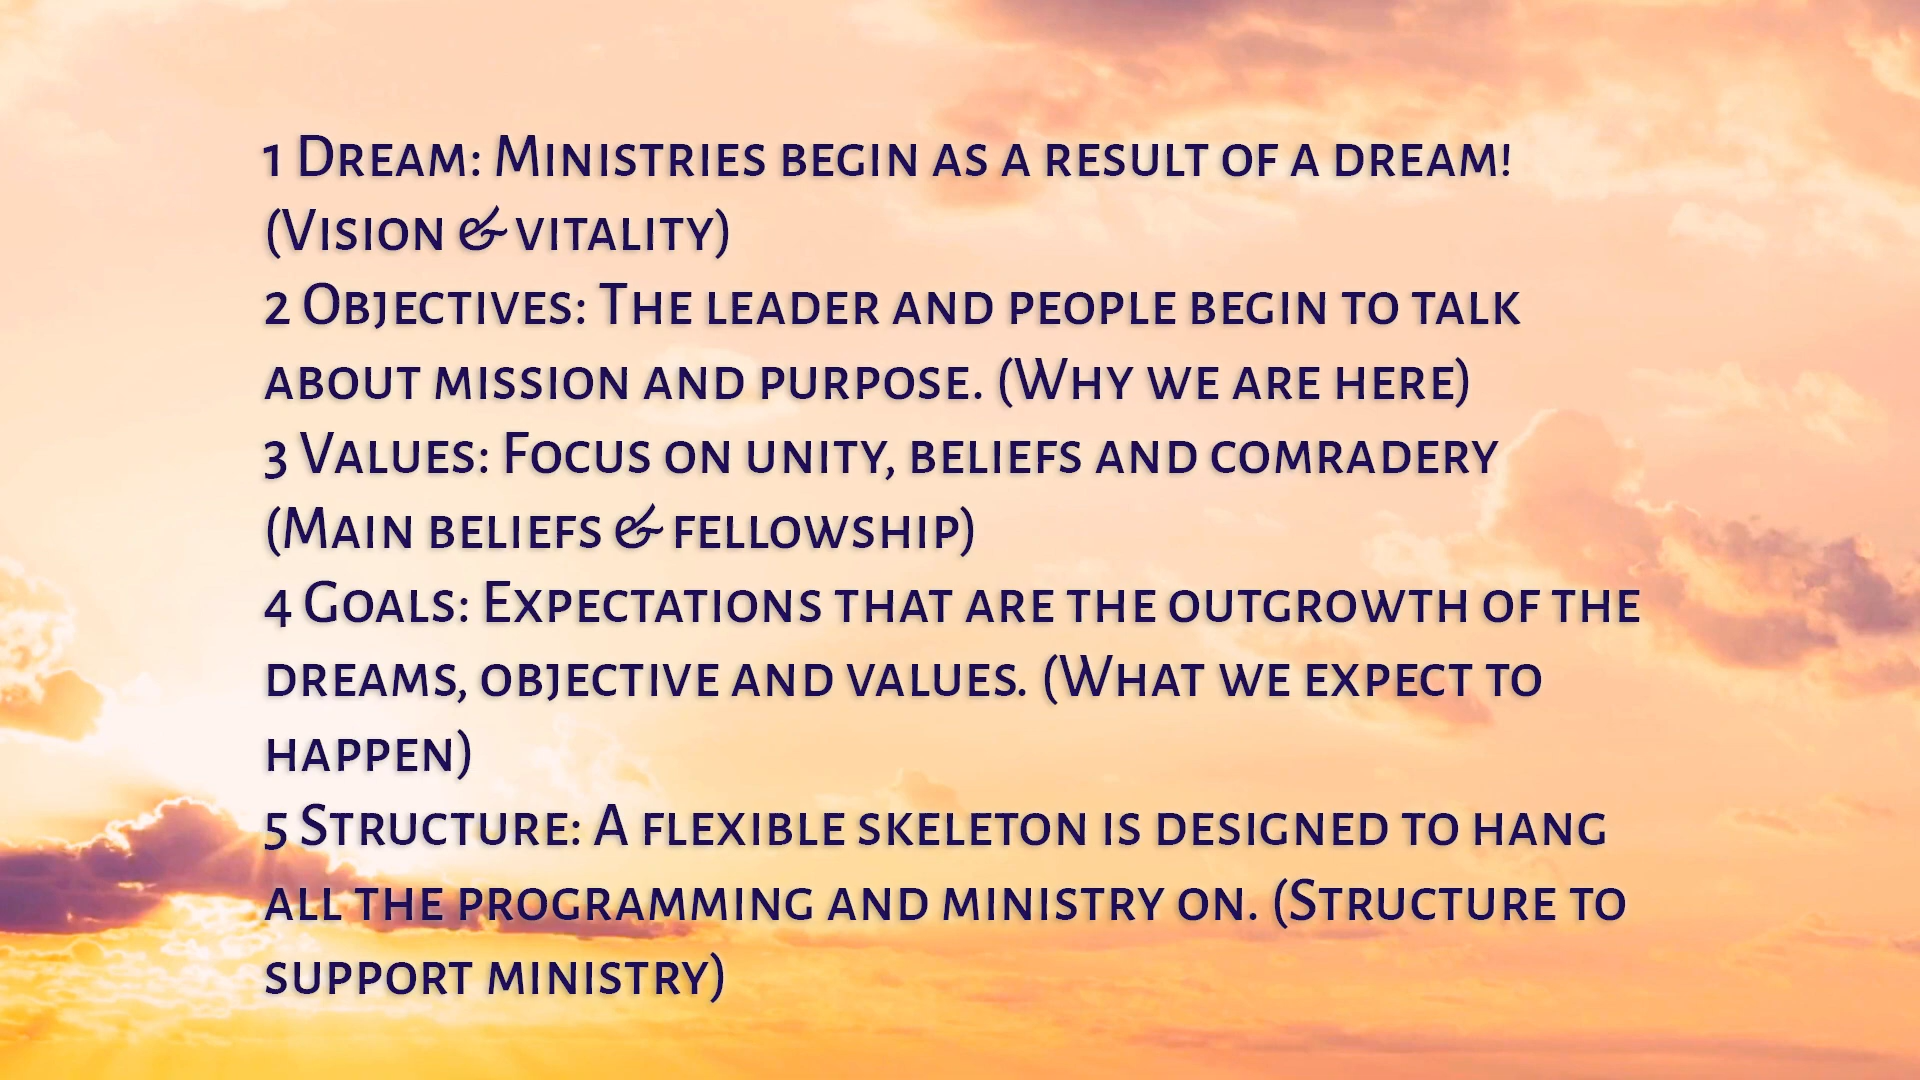 1 Dream: Ministries begin as a result of a dream!
(Vision & vitality)
2 Objectives: The leader and people begin to talk
about mission and purpose. (Why we are here)
3 Values: Focus on unity, beliefs and comradery
(Main beliefs & fellowship)
4 Goals: Expectations that are the outgrowth of the
dreams, objective and values. (What we expect to
happen)
5 Structure: A flexible skeleton is designed to hang
all the programming and ministry on. (Structure to
support ministry)